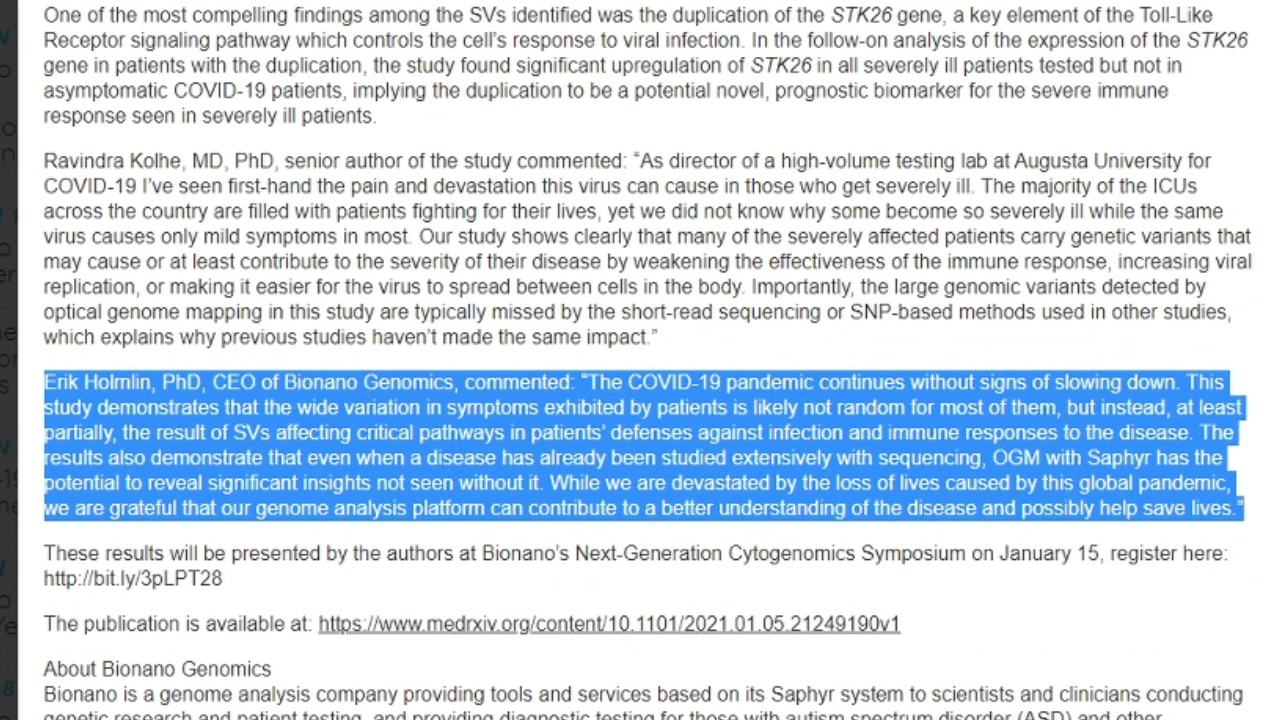 One of the most compelling findings among the SVs identified was the duplication of the STK26 gene, a key element of the Toll-Like
Receptor signaling pathway which controls the cell's response to viral infection. In the follow-on analysis of the expression of the STK26
gene in patients with the duplication, the study found significant upregulation of STK26 in all severely ill patients tested but not in
asymptomatic COVID-19 patients, implying the duplication to be a potential novel, prognostic biomarker for the severe immune
response seen in severely ill patients.
Ravindra Kolhe, MD, PhD, senior author of the study commented: “As director of a high-volume testing lab at Augusta University for
COVID-19 I've seen first-hand the pain and devastation this virus can cause in those who get severely ill. The majority of the ICUs
across the country are filled with patients fighting for their lives, yet we did not know why some become so severely ill while the same
virus causes only mild symptoms in most. Our study shows clearly that many of the severely affected patients carry genetic variants that
may cause or at least contribute to the severity of their disease by weakening the effectiveness of the immune response, increasing viral
replication, or making it easier for the virus to spread between cells in the body. Importantly, the large genomic variants detected by
optical genome mapping in this study are typically missed by the short-read sequencing or SNP-based methods used in other studies,
which explains why previous studies haven't made the same impact.”
Erik Holmlin, PhD, CEO of Bionano Genomics, commented: “The COVID-19 pandemic continues without signs of slowing down. This
study demonstrates that the wide variation in symptoms exhibited by patients is likely not random for most of them, but instead, at least
partially, the result of SVs affecting critical pathways in patients' defenses against infection and immune responses to the disease. The
results also demonstrate that even when a disease has already been studied extensively with sequencing, OGM with Saphyr has the
potential to reveal significant insights not seen without it. While we are devastated by the loss of lives caused by this global pandemic,
we are grateful that our genome analysis platform can contribute to a better understanding of the disease and possibly help save lives.”
These results will be presented by the authors at Bionano's Next-Generation Cytogenomics Symposium on January 15, register here:
http://bit.ly/3pLPT28
The publication is available at: https://www.medrxiv.org/content/10.1101/2021.01.05.21249190v1
About Bionano Genomics
Bionano is a genome analysis company providing tools and services based on its Saphyr system to scientists and clinicians conducting
genetic research and patient testing, and providing diagnostic testing for those with autism spectrum disorder (ASD) and other